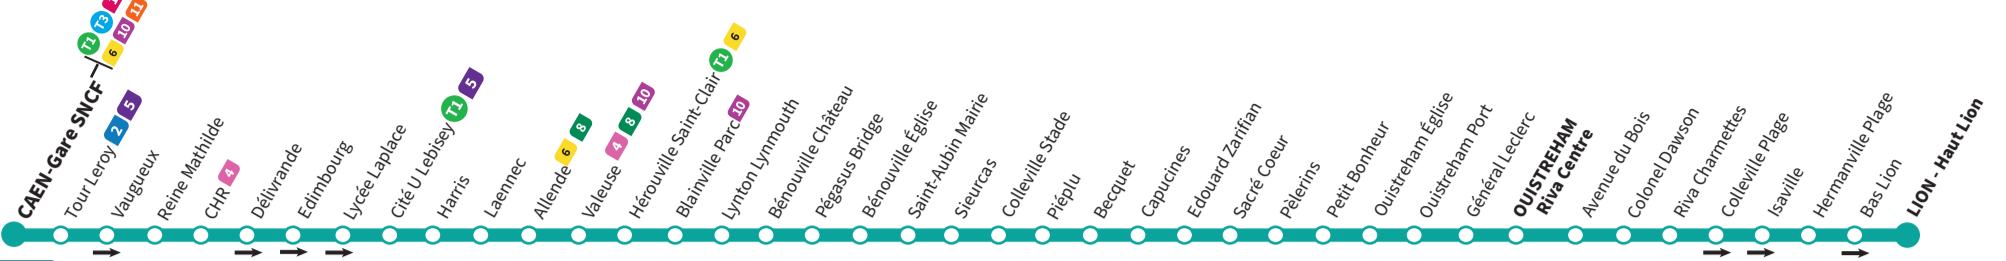 T1 T3
6 10 11
CAEN-Gare SNCF
Tour Leroy 2 5
Vaugueux
Reine Mathilde
CHR 4
Délivrande
Edimbourg
Lycée Laplace
Cité U Lebisey T1 5
Harris
Laennec
Allende 6 8
Valeuse 4 8 10
Hérouville Saint-Clair T1 6
Blainville Parc 10
Lynton Lynmouth
Bénouville Château
Pégasus Bridge
Bénouville Église
Saint-Aubin Mairie
Sieurcas
Colleville Stade
Piéplu
Becquet
Capucines
Edouard Zarifian
Sacré Coeur
Pèlerins
Petit Bonheur
Ouistreham Église
Ouistreham Port
Général Leclerc
OUISTREHAM
Riva Centre
Avenue du Bois
Colonel Dawson
Riva Charmettes
Colleville Plage
Isaville
Hermanville Plage
Bas Lion
LION - Haut Lion